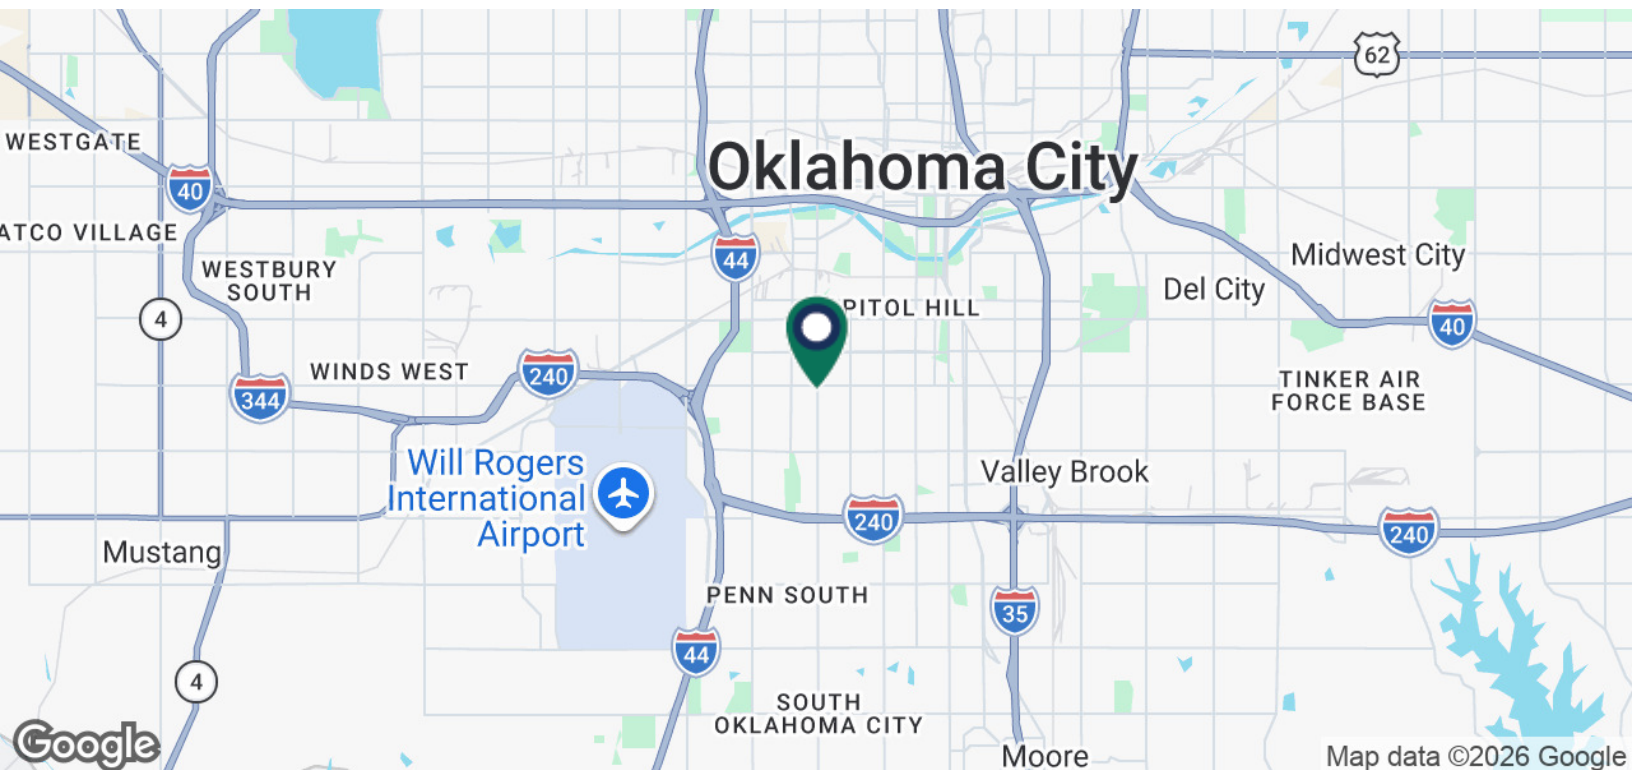 62
WESTGATE
Oklahoma City
40
ATCO VILLAGE
44
Midwest City
WESTBURY
SOUTH
Del City
4
PITOL HILL
40
WINDS WEST
240
344
TINKER AIR
FORCE BASE
Will Rogers
International
Airport
Valley Brook
240
240
Mustang
PENN SOUTH
35
44
4
SOUTH
OKLAHOMA CITY
Google
Moore
Map data ©2026 Google